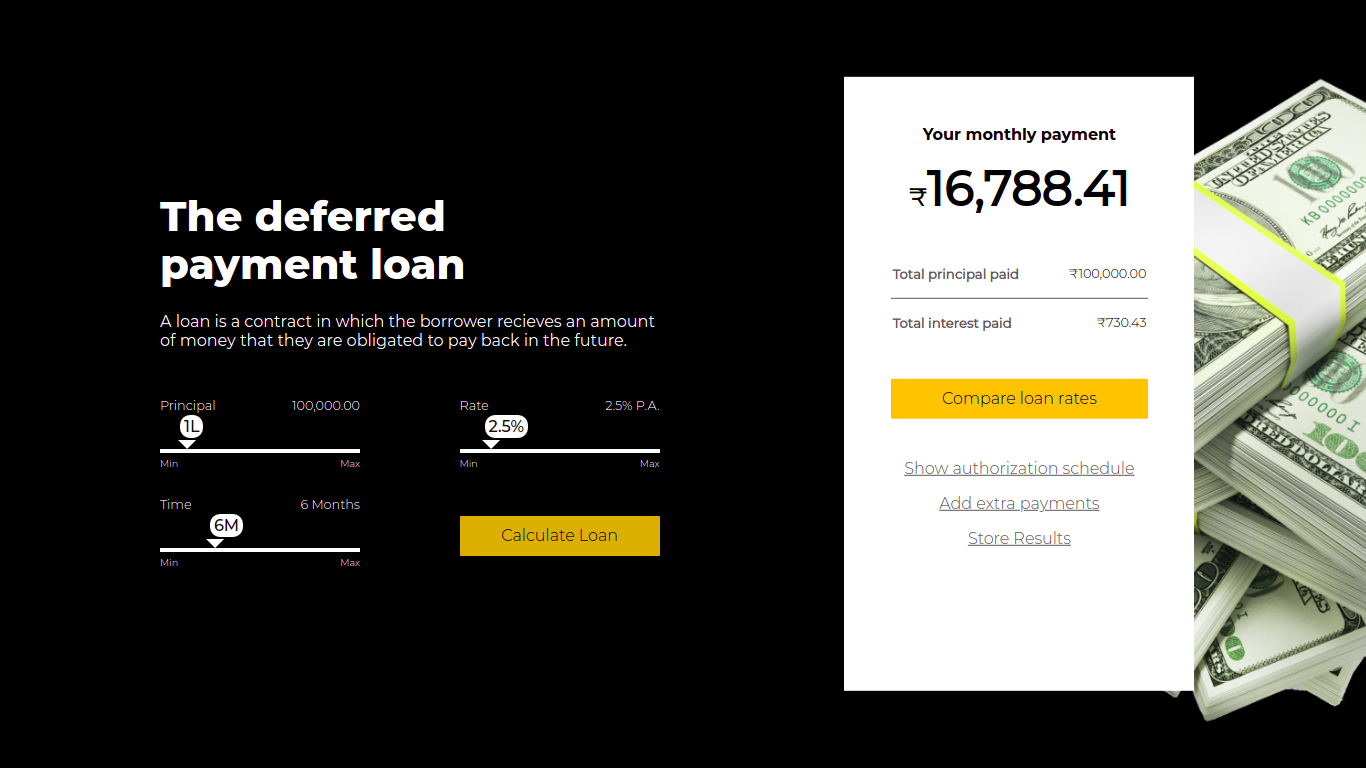 The deferred
payment loan
A loan is a contract in which the borrower recieves an amount
of money that they are obligated to pay back in the future.
Principal 100,000.00
1L
Min Max
Rate 2.5% P.A.
2.5%
Min Max
Time 6 Months
6M
Min Max
Calculate Loan
Your monthly payment
₹16,788.41
Total principal paid ₹100,000.00
Total interest paid ₹730.43
Compare loan rates
Show authorization schedule
Add extra payments
Store Results